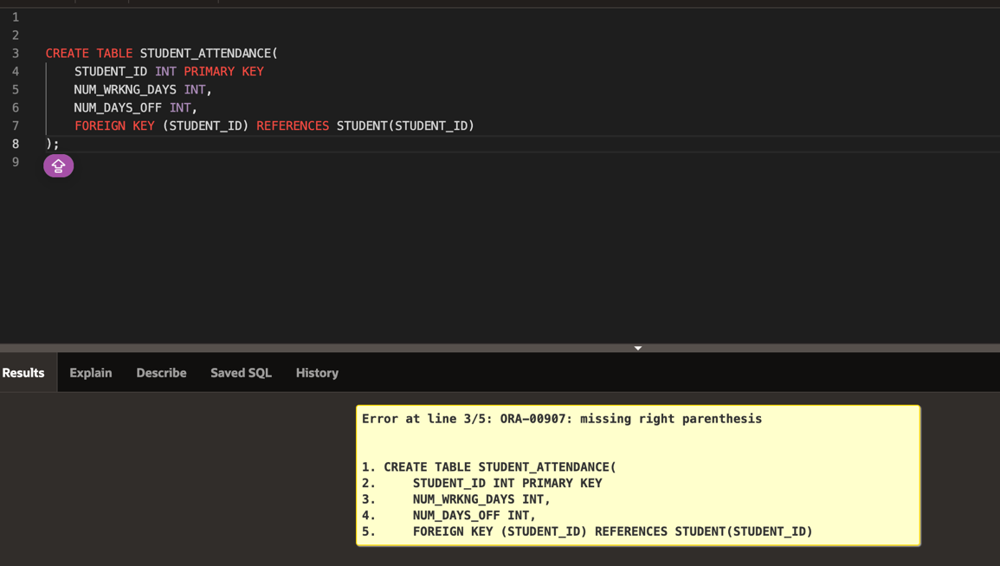 1
2
3 CREATE TABLE STUDENT_ATTENDANCE(
4 STUDENT_ID INT PRIMARY KEY
5 NUM_WRKNG_DAYS INT,
6 NUM_DAYS_OFF INT,
7 FOREIGN KEY (STUDENT_ID) REFERENCES STUDENT(STUDENT_ID)
8 );
9
Results Explain Describe Saved SQL History
Error at line 3/5: ORA-00907: missing right parenthesis
1. CREATE TABLE STUDENT_ATTENDANCE(
2. STUDENT_ID INT PRIMARY KEY
3. NUM_WRKNG_DAYS INT,
4. NUM_DAYS_OFF INT,
5. FOREIGN KEY (STUDENT_ID) REFERENCES STUDENT(STUDENT_ID)